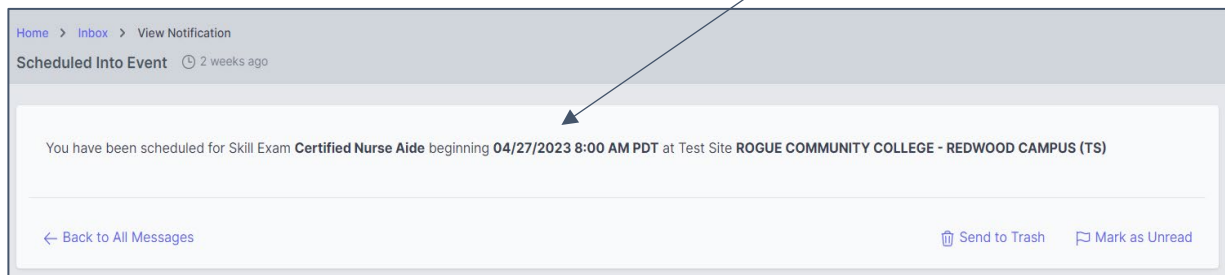 Home > Inbox > View Notification
Scheduled Into Event 2 weeks ago
You have been scheduled for Skill Exam Certified Nurse Aide beginning 04/27/2023 8:00 AM PDT at Test Site ROGUE COMMUNITY COLLEGE - REDWOOD CAMPUS (TS)
← Back to All Messages Send to Trash Mark as Unread